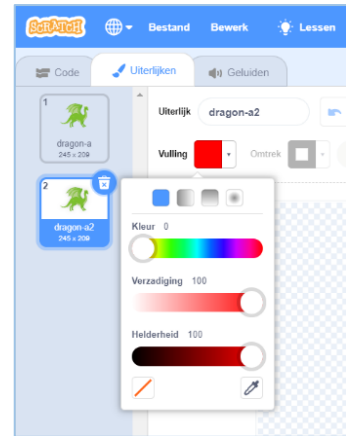 SCRATCH Bestand Bewerk Lessen
Code Uiterlijken Geluiden
1
dragon-a
245 x 209
2
dragon-a2
245 x 209
Uiterlijk dragon-a2
Vulling Omtrek
Kleur 0
Verzadiging 100
Helderheid 100